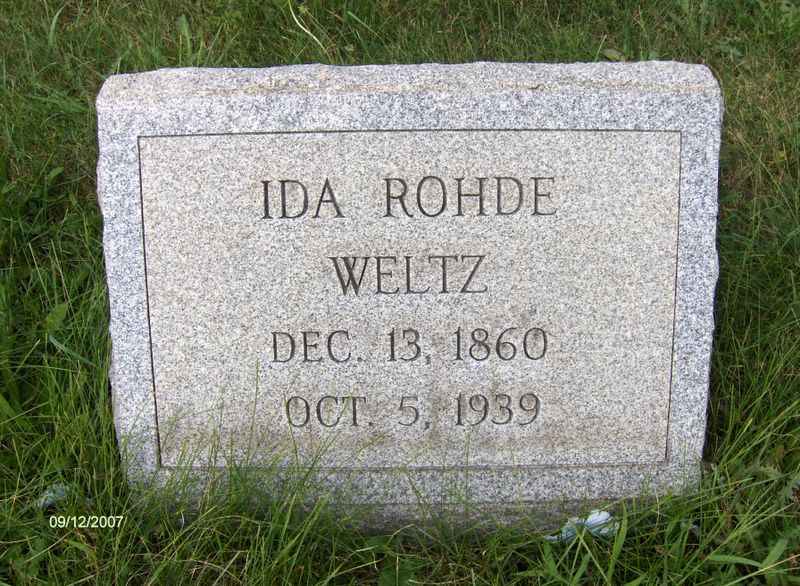 IDA ROHDE
WELTZ
DEC. 13, 1860
OCT. 5, 1939
09/12/2007